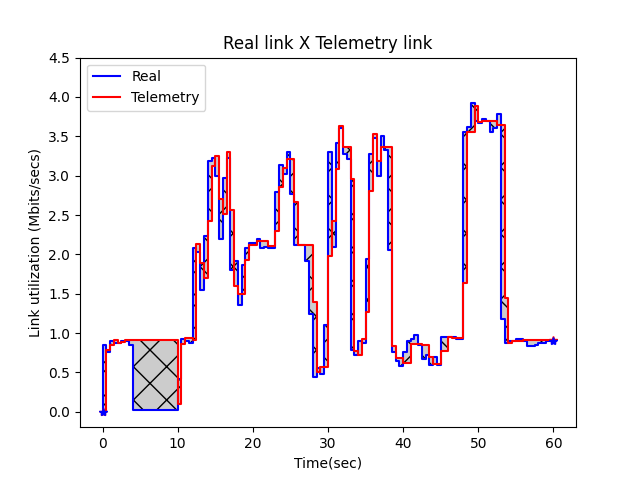 Real link X Telemetry link
Real
Telemetry
Link utilization (Mbits/secs)
4.5
4.0
3.5
3.0
2.5
2.0
1.5
1.0
0.5
0.0
0 10 20 30 40 50 60
Time(sec)